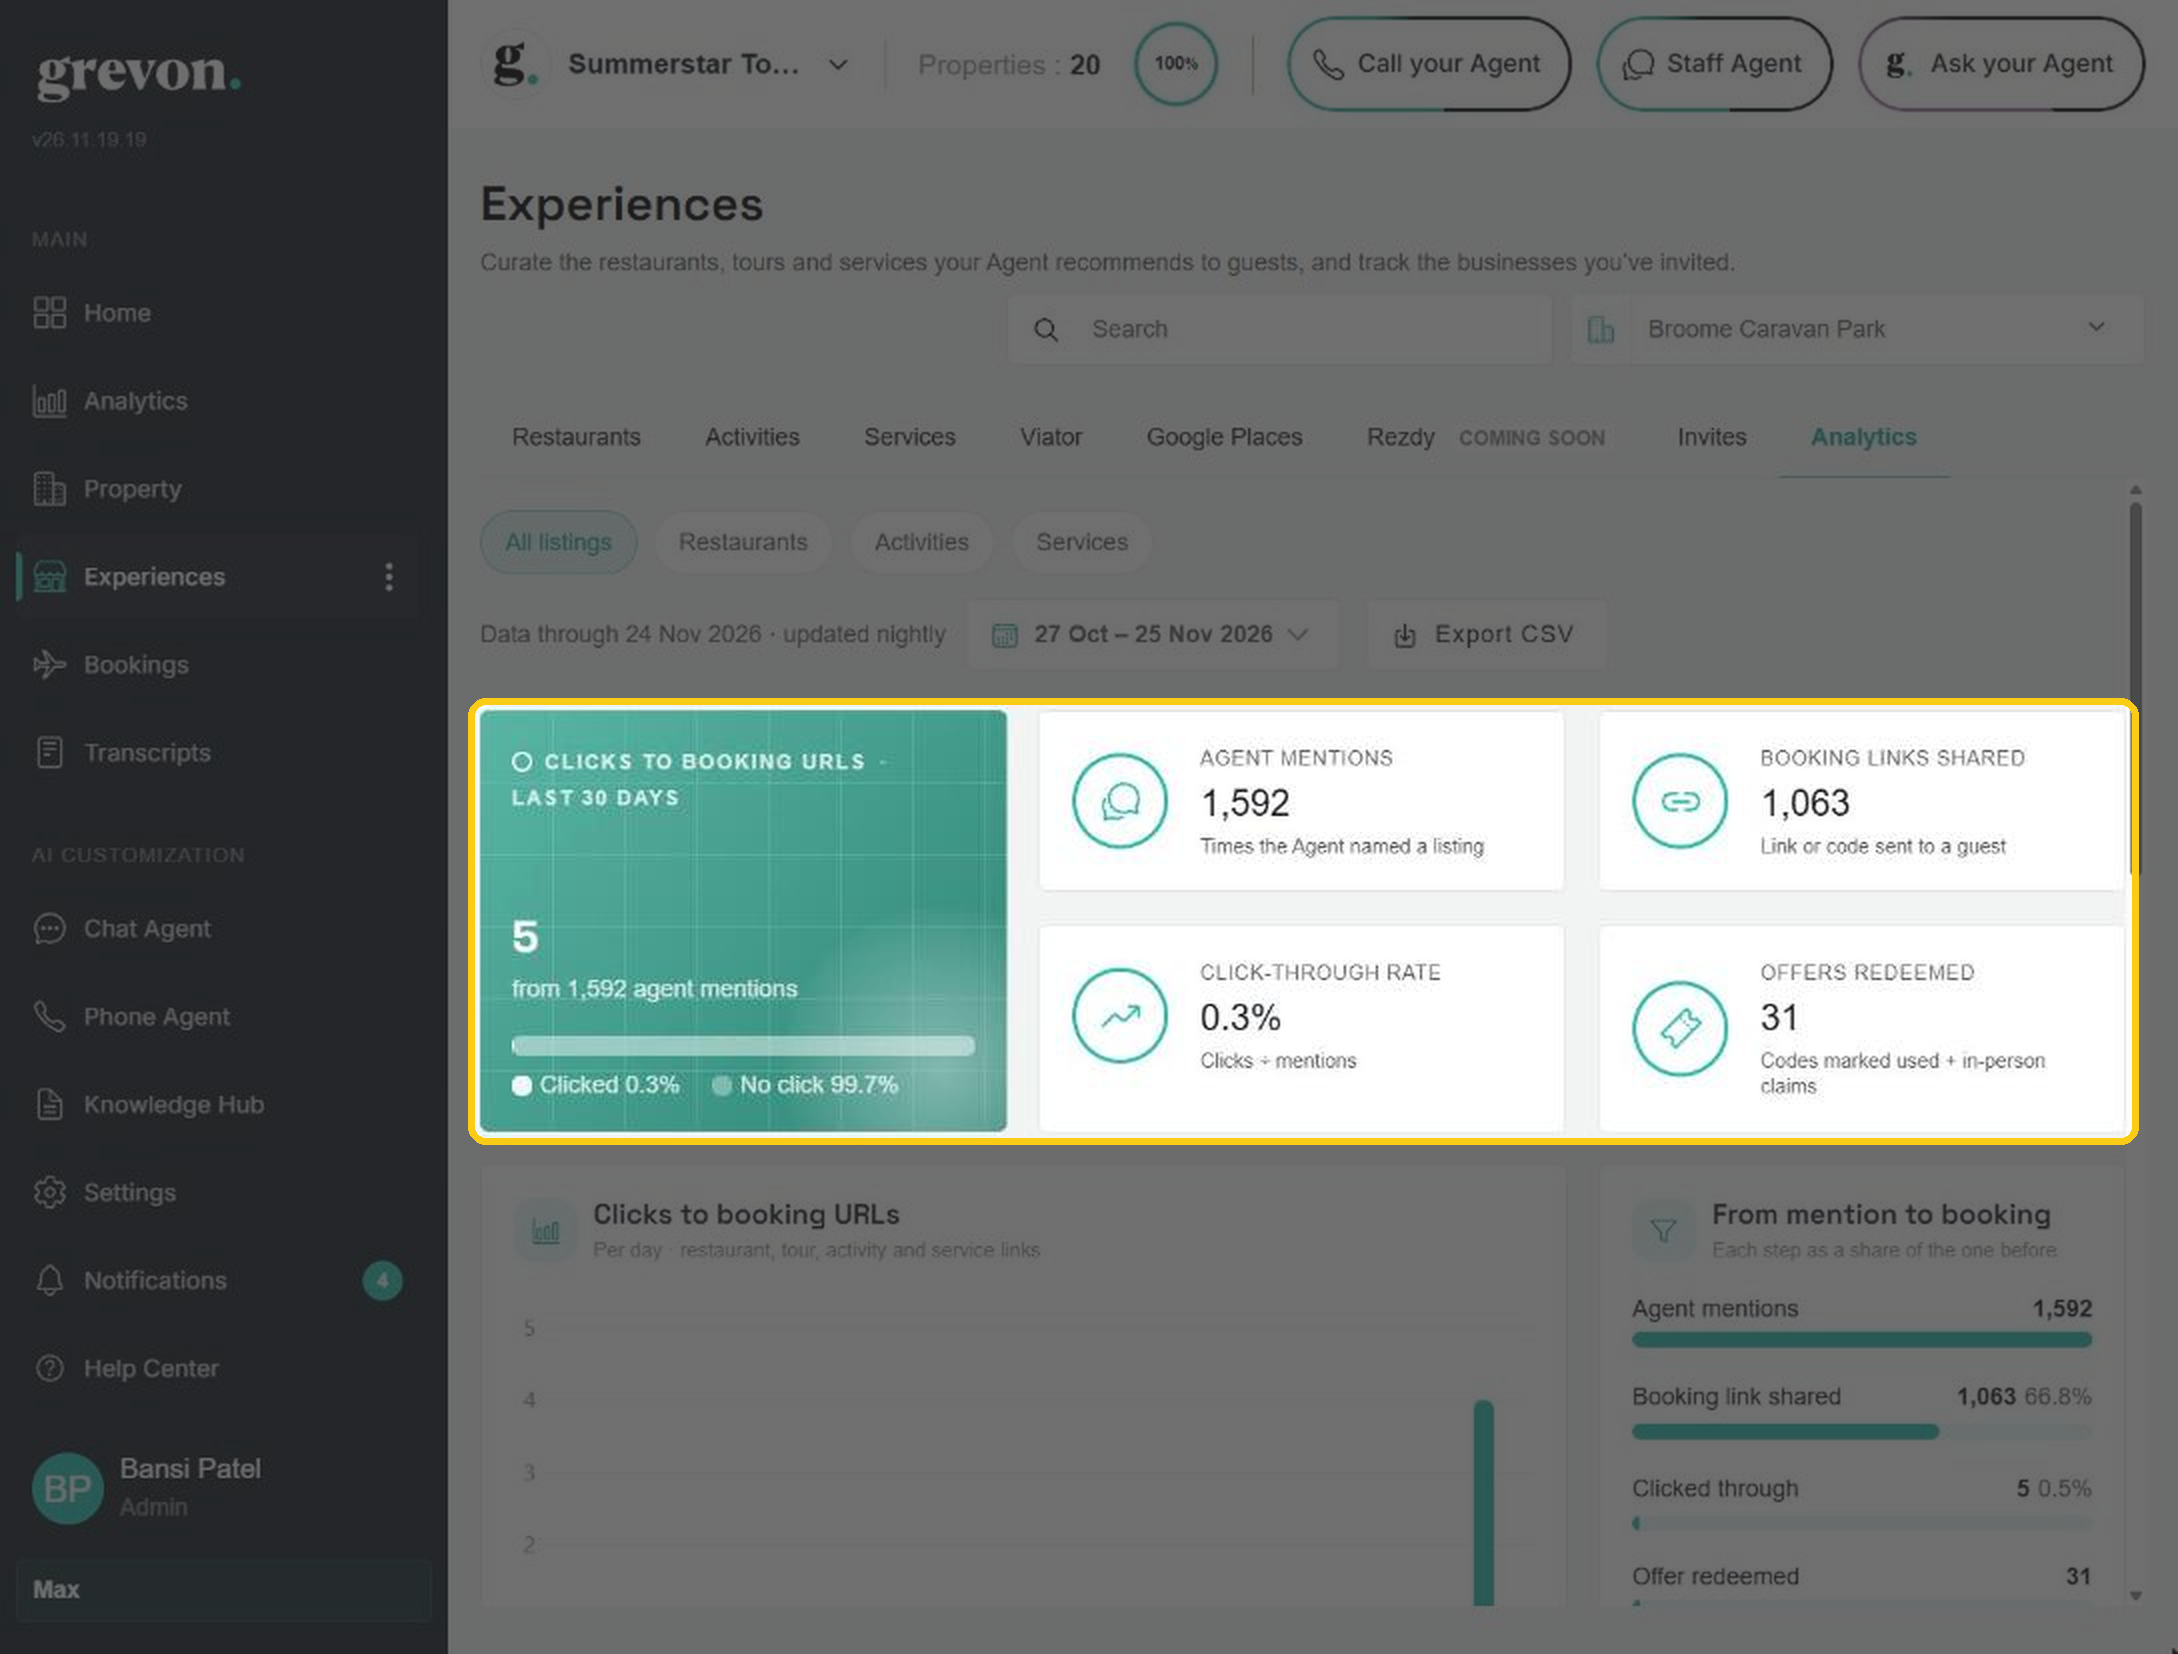 grevon.
v26.11.19.19
MAIN
Home
Analytics
Property
Experiences
Bookings
Transcripts
AI CUSTOMIZATION
Chat Agent
Phone Agent
Knowledge Hub
Settings
Notifications 4
Help Center
BP
Bansi Patel
Admin
Max
g. Summerstar To... Properties : 20 100% Call your Agent Staff Agent g. Ask your Agent
Experiences
Curate the restaurants, tours and services your Agent recommends to guests, and track the businesses you've invited.
Search Broome Caravan Park
Restaurants Activities Services Viator Google Places Rezdy COMING SOON Invites Analytics
All listings Restaurants Activities Services
Data through 24 Nov 2026 · updated nightly 27 Oct – 25 Nov 2026 Export CSV
CLICKS TO BOOKING URLS -
LAST 30 DAYS
5
from 1,592 agent mentions
Clicked 0.3% No click 99.7%
AGENT MENTIONS
1,592
Times the Agent named a listing
BOOKING LINKS SHARED
1,063
Link or code sent to a guest
CLICK-THROUGH RATE
0.3%
Clicks ÷ mentions
OFFERS REDEEMED
31
Codes marked used + in-person
claims
Clicks to booking URLs
Per day · restaurant, tour, activity and service links
5
4
3
2
From mention to booking
Each step as a share of the one before
Agent mentions 1,592
Booking link shared 1,063 66.8%
Clicked through 5 0.5%
Offer redeemed 31